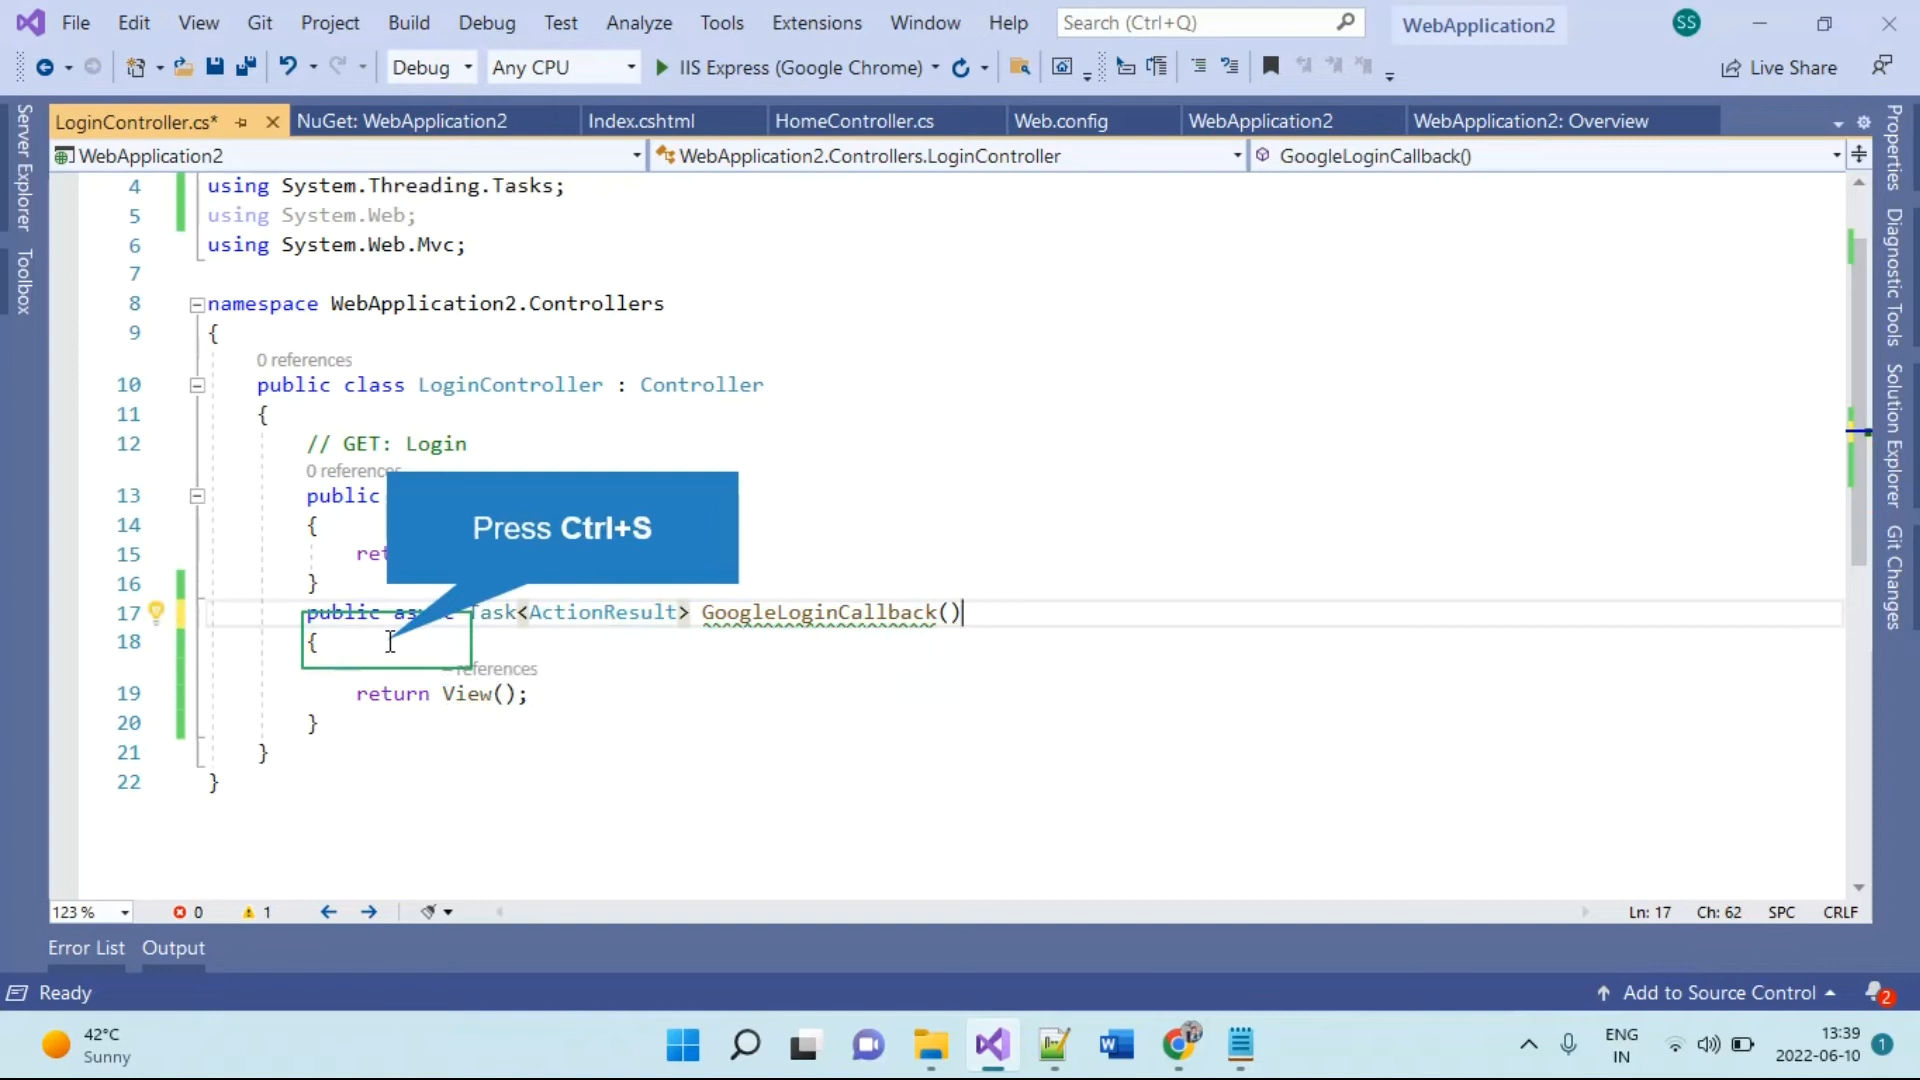 File Edit View Git Project Build Debug Test Analyze Tools Extensions Window Help Search (Ctrl+Q) WebApplication2 SS
Debug Any CPU IIS Express (Google Chrome) Live Share
LoginController.cs* NuGet: WebApplication2 Index.cshtml HomeController.cs Web.config WebApplication2 WebApplication2: Overview
WebApplication2 WebApplication2.Controllers.LoginController GoogleLoginCallback()
Server Explorer
Toolbox
4 using System.Threading.Tasks;
5 using System.Web;
6 using System.Web.Mvc;
7
8 namespace WebApplication2.Controllers
9 {
0 references
10 public class LoginController : Controller
11 {
12 // GET: Login
0 references
13 public
14 {
15 ret
16 }
17 public async Task<ActionResult> GoogleLoginCallback()
18 {
references
19 return View();
20 }
21 }
22 }
Press Ctrl+S
Properties
Diagnostic Tools
Solution Explorer
Git Changes
123 % 0 1 Ln: 17 Ch: 62 SPC CRLF
Error List Output
Ready Add to Source Control 2
42°C
Sunny
ENG
IN
13:39
2022-06-10
1